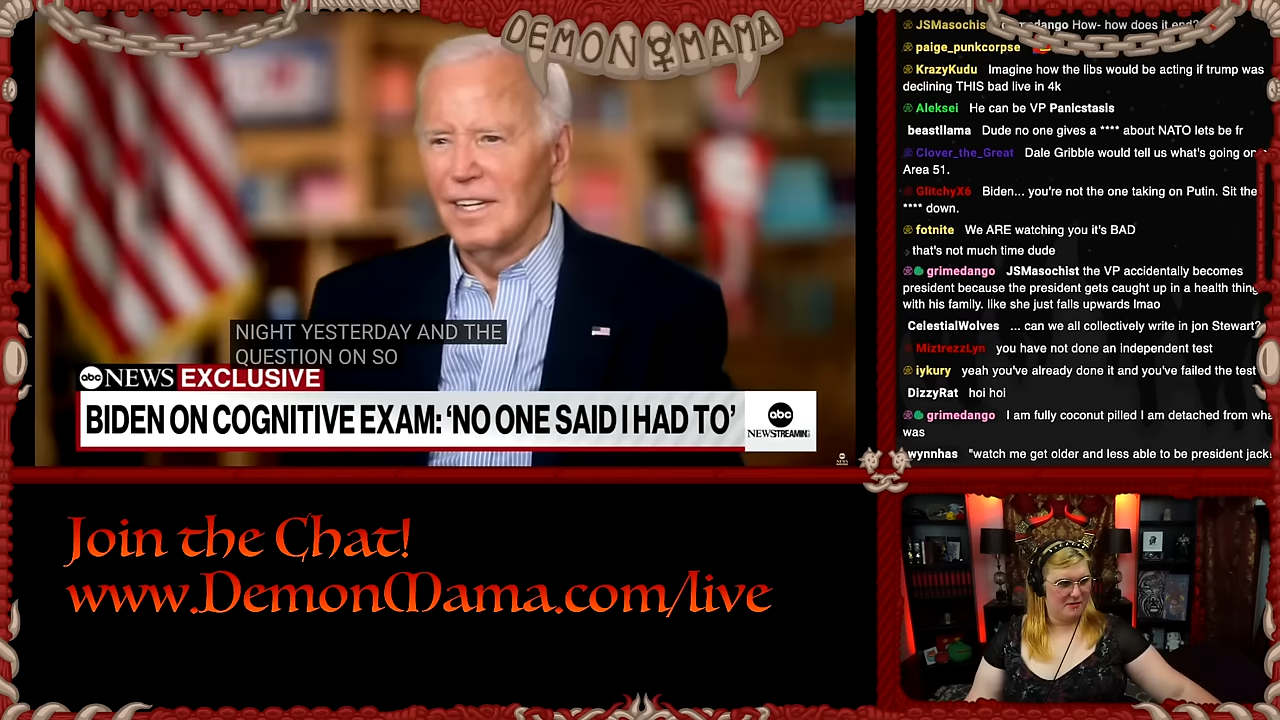 DEMON MAMA
NIGHT YESTERDAY AND THE
QUESTION ON SO
abc NEWS EXCLUSIVE
BIDEN ON COGNITIVE EXAM: ‘NO ONE SAID I HAD TO’
abc
NEWS
Join the Chat!
www.DemonMama.com/live
JSMasochis dango How- how does it end?
paige_punkcorpse
KrazyKudu Imagine how the libs would be acting if trump was
declining THIS bad live in 4k
Aleksei He can be VP Panicstasis
beastllama Dude no one gives a **** about NATO lets be fr
Clover_the_Great Dale Gribble would tell us what's going on
Area 51.
GlitchyX6 Biden... you're not the one taking on Putin. Sit the
**** down.
fotnite We ARE watching you it's BAD
that's not much time dude
grimedango JSMasochist the VP accidentally becomes
president because the president gets caught up in a health thing
with his family. like she just falls upwards lmao
CelestialWolves ... can we all collectively write in jon Stewart?
MiztrezzLyn you have not done an independent test
iykury yeah you've already done it and you've failed the test
DizzyRat hoi hoi
grimedango I am fully coconut pilled I am detached from wha
was
wynnhas "watch me get older and less able to be president jack